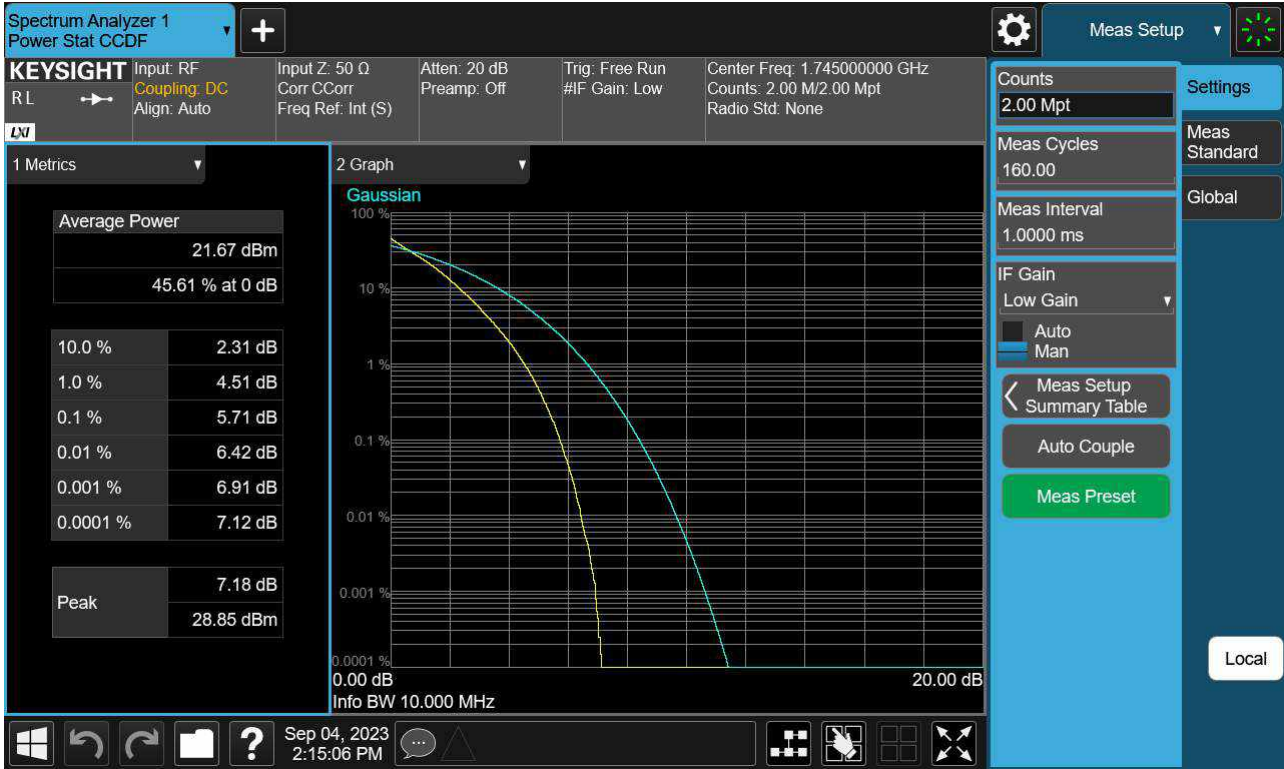 Spectrum Analyzer 1
Power Stat CCDF
Meas Setup
KEYSIGHT
RL
LXI
Input: RF
Coupling: DC
Align: Auto
Input Z: 50 Ω
Corr CCorr
Freq Ref: Int (S)
Atten: 20 dB
Preamp: Off
Trig: Free Run
#IF Gain: Low
Center Freq: 1.745000000 GHz
Counts: 2.00 M/2.00 Mpt
Radio Std: None
1 Metrics
Average Power
21.67 dBm
45.61 % at 0 dB
10.0 % 2.31 dB
1.0 % 4.51 dB
0.1 % 5.71 dB
0.01 % 6.42 dB
0.001 % 6.91 dB
0.0001 % 7.12 dB
Peak
7.18 dB
28.85 dBm
2 Graph
Gaussian
100 %
10 %
1 %
0.1 %
0.01 %
0.001 %
0.0001 %
0.00 dB 20.00 dB
Info BW 10.000 MHz
Counts
2.00 Mpt
Meas Cycles
160.00
Meas Interval
1.0000 ms
IF Gain
Low Gain
Auto
Man
Meas Setup
Summary Table
Auto Couple
Meas Preset
Settings
Meas
Standard
Global
Local
?
Sep 04, 2023
2:15:06 PM